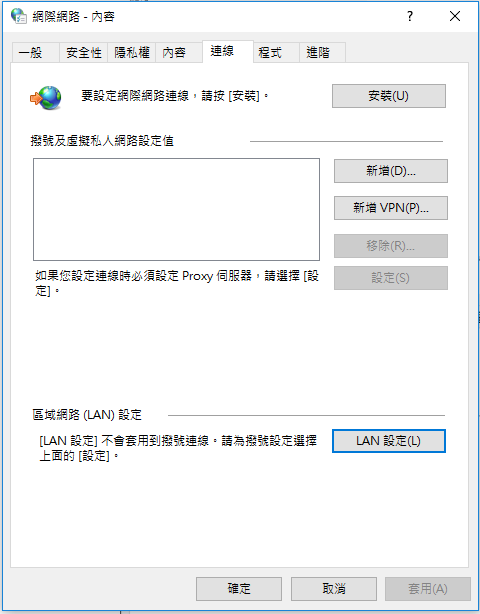 網際網路 - 內容
一般 安全性 隱私權 內容 連線 程式 進階
要設定網際網路連線，請按 [安裝]。
安裝(U)
撥號及虛擬私人網路設定值
新增(D)...
新增 VPN(P)...
移除(R)...
如果您設定連線時必須設定 Proxy 伺服器，請選擇 [設
定]。
設定(S)
區域網路 (LAN) 設定
[LAN 設定] 不會套用到撥號連線。請為撥號設定選擇
上面的 [設定]。
LAN 設定(L)
確定 取消 套用(A)